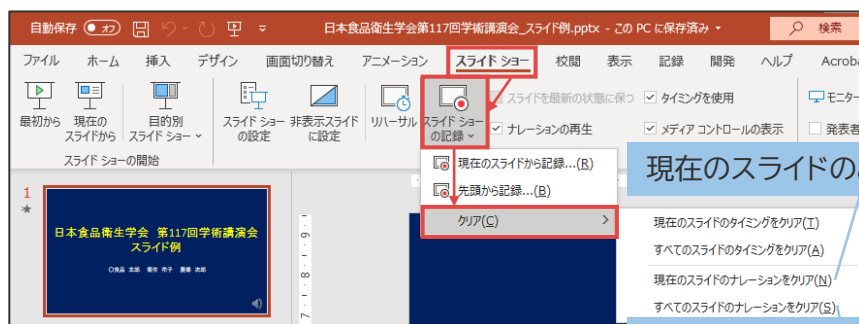 自動保存 オフ 日本食品衛生学会第117回学術講演会_スライド例.pptx - この PC に保存済み 検索
ファイル ホーム 挿入 デザイン 画面切り替え アニメーション スライド ショー 校閲 表示 記録 開発 ヘルプ Acroba
最初から 現在の スライドから 目的別 スライド ショー スライド ショー の設定 非表示スライド に設定 リハーサル スライド ショー の記録 スライドを最新の状態に保つ タイミングを使用 モニター
ナレーションの再生 メディア コントロールの表示 発表者
スライド ショーの開始
現在のスライドから記録...(R)
先頭から記録...(B)
クリア(C)
現在のスライドの
現在のスライドのタイミングをクリア(T)
すべてのスライドのタイミングをクリア(A)
現在のスライドのナレーションをクリア(N)
すべてのスライドのナレーションをクリア(S)
1
日本食品衛生学会 第117回学術講演会
スライド例
〇食品 太郎 衛生 花子 農薬 次郎
9
8
7